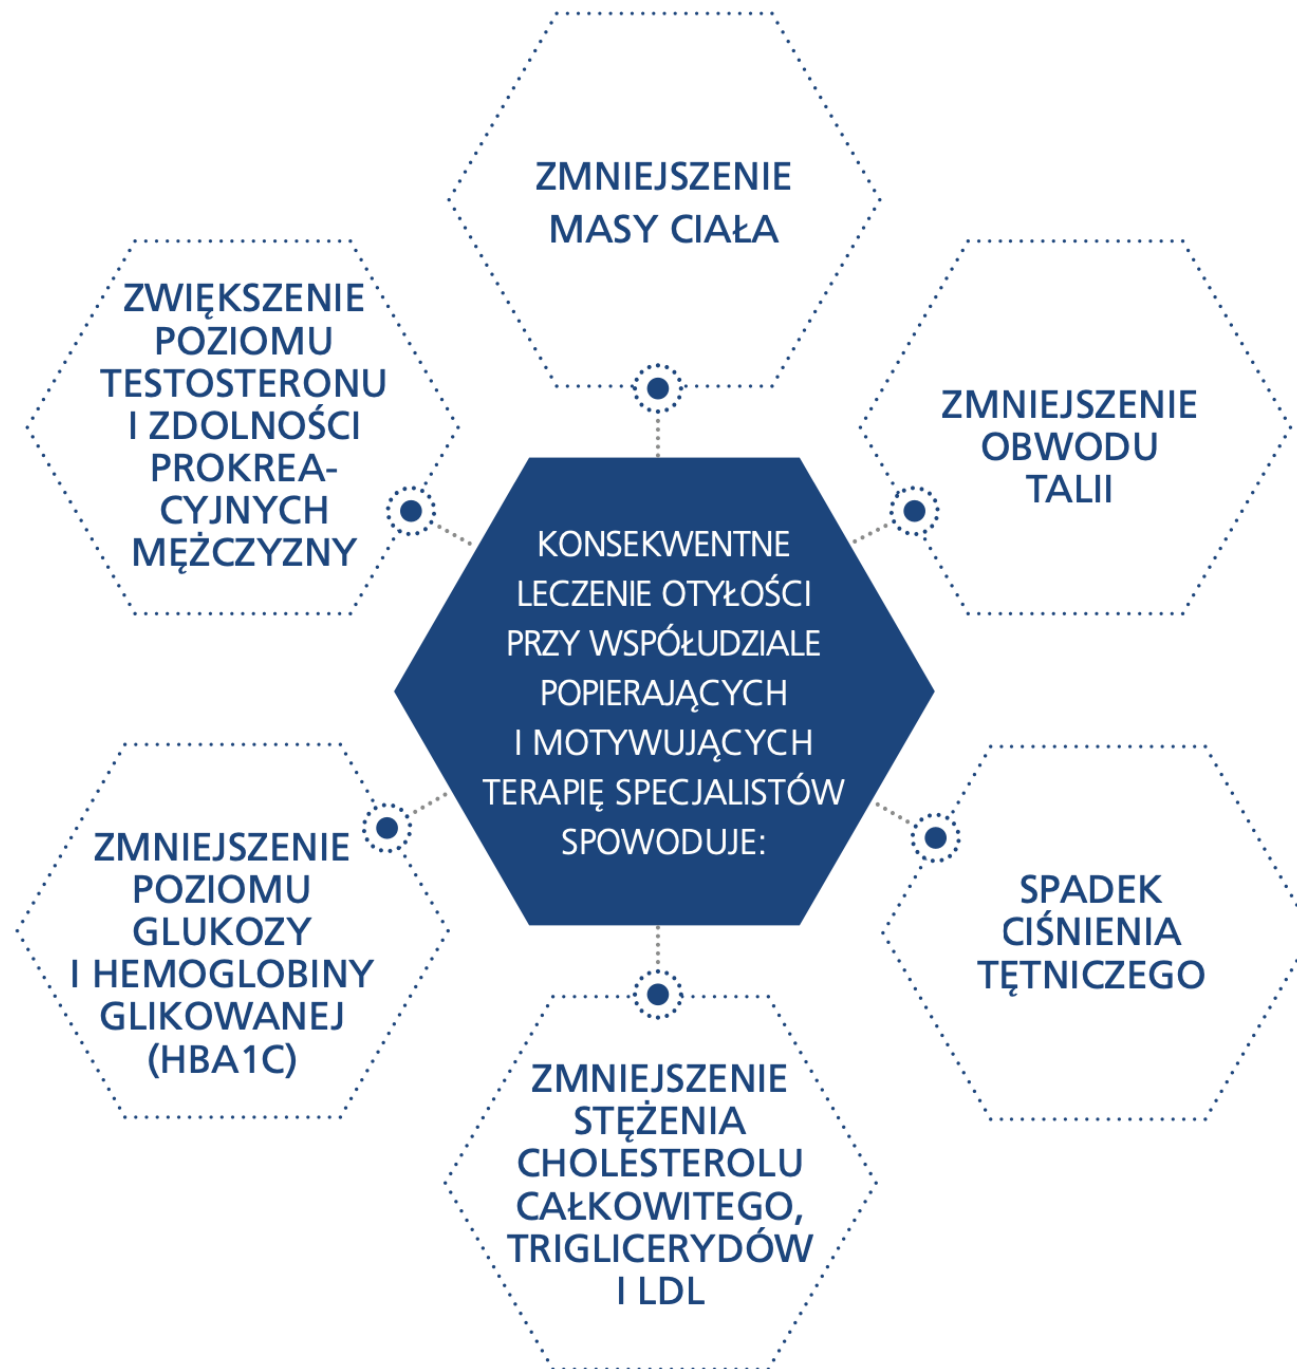 ZMNIEJSZENIE
MASY CIAŁA
ZWIĘKSZENIE
POZIOMU
TESTOSTERONU
I ZDOLNOŚCI
PROKREA-
CYJNYCH
MĘŻCZYZNY
ZMNIEJSZENIE
OBWODU
TALII
KONSEKWENTNE
LECZENIE OTYŁOŚCI
PRZY WSPÓŁUDZIALE
POPIERAJĄCYCH
I MOTYWUJĄCYCH
TERAPIĘ SPECJALISTÓW
SPOWODUJE:
ZMNIEJSZENIE
POZIOMU
GLUKOZY
I HEMOGLOBINY
GLIKOWANEJ
(HBA1C)
SPADEK
CIŚNIENIA
TĘTNICZEGO
ZMNIEJSZENIE
STĘŻENIA
CHOLESTEROLU
CAŁKOWITEGO,
TRIGLICERYDÓW
I LDL